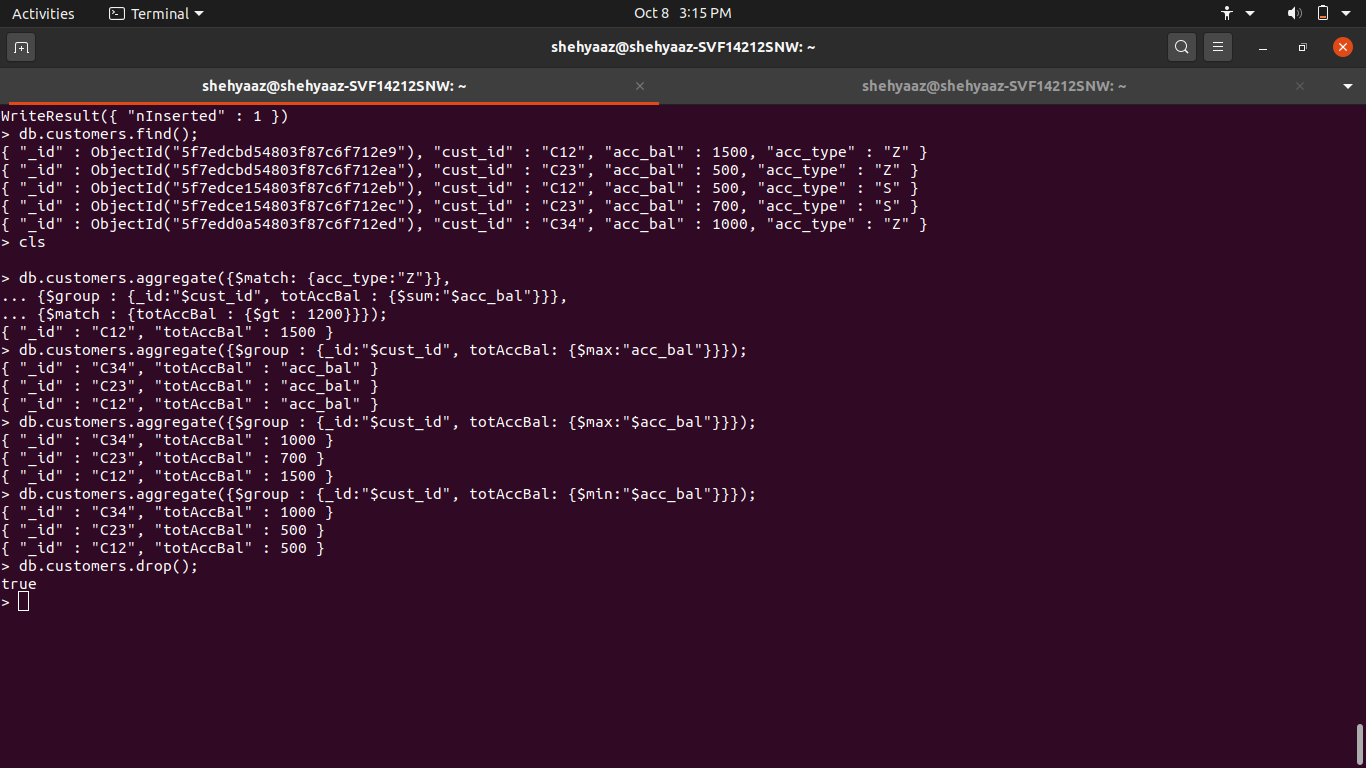 Activities Terminal Oct 8 3:15 PM
shehyaaz@shehyaaz-SVF14212SNW: ~
shehyaaz@shehyaaz-SVF14212SNW: ~ shehyaaz@shehyaaz-SVF14212SNW: ~
WriteResult({ "nInserted" : 1 })
> db.customers.find();
{ "_id" : ObjectId("5f7edcbd54803f87c6f712e9"), "cust_id" : "C12", "acc_bal" : 1500, "acc_type" : "Z" }
{ "_id" : ObjectId("5f7edcbd54803f87c6f712ea"), "cust_id" : "C23", "acc_bal" : 500, "acc_type" : "Z" }
{ "_id" : ObjectId("5f7edce154803f87c6f712eb"), "cust_id" : "C12", "acc_bal" : 500, "acc_type" : "S" }
{ "_id" : ObjectId("5f7edce154803f87c6f712ec"), "cust_id" : "C23", "acc_bal" : 700, "acc_type" : "S" }
{ "_id" : ObjectId("5f7edd0a54803f87c6f712ed"), "cust_id" : "C34", "acc_bal" : 1000, "acc_type" : "Z" }
> cls
> db.customers.aggregate({$match: {acc_type:"Z"}},
... {$group : {_id:"$cust_id", totAccBal : {$sum:"$acc_bal"}}},
... {$match : {totAccBal : {$gt : 1200}}});
{ "_id" : "C12", "totAccBal" : 1500 }
> db.customers.aggregate({$group : {_id:"$cust_id", totAccBal: {$max:"acc_bal"}}});
{ "_id" : "C34", "totAccBal" : "acc_bal" }
{ "_id" : "C23", "totAccBal" : "acc_bal" }
{ "_id" : "C12", "totAccBal" : "acc_bal" }
> db.customers.aggregate({$group : {_id:"$cust_id", totAccBal: {$max:"$acc_bal"}}});
{ "_id" : "C34", "totAccBal" : 1000 }
{ "_id" : "C23", "totAccBal" : 700 }
{ "_id" : "C12", "totAccBal" : 1500 }
> db.customers.aggregate({$group : {_id:"$cust_id", totAccBal: {$min:"$acc_bal"}}});
{ "_id" : "C34", "totAccBal" : 1000 }
{ "_id" : "C23", "totAccBal" : 500 }
{ "_id" : "C12", "totAccBal" : 500 }
> db.customers.drop();
true
>